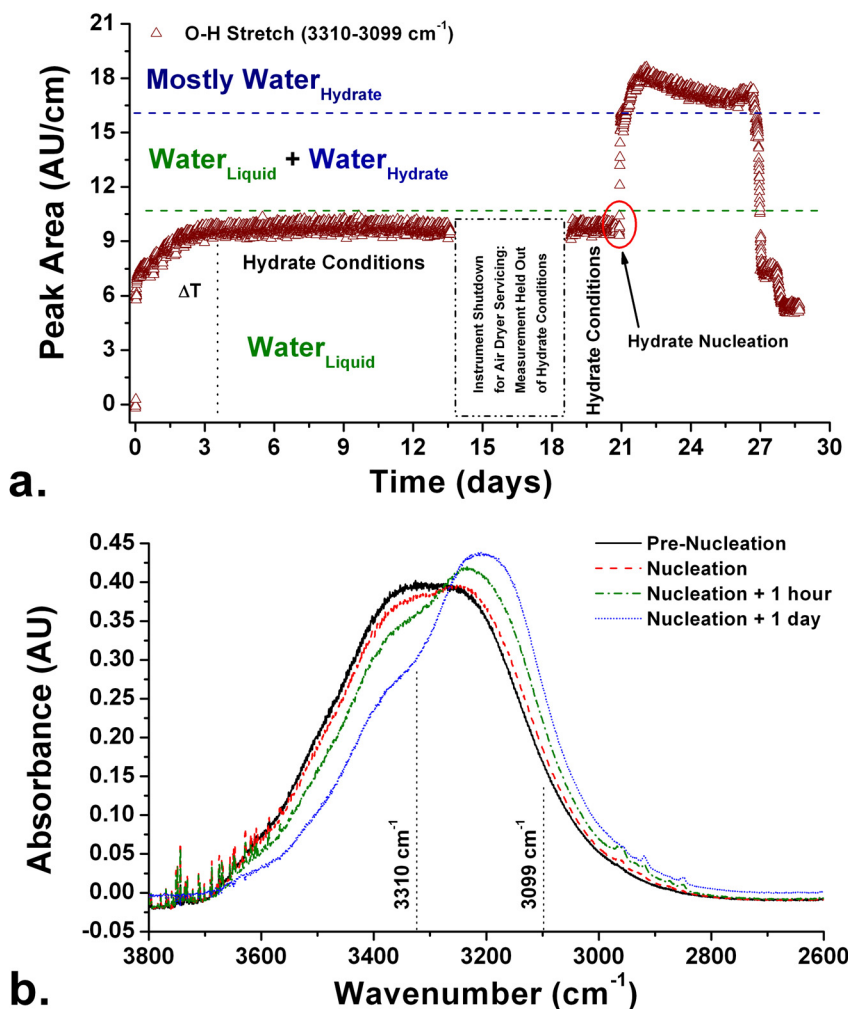 O-H Stretch (3310-3099 cm-1)
Mostly WaterHydrate
WaterLiquid + WaterHydrate
Hydrate Conditions
ΔT
WaterLiquid
Instrument Shutdown
for Air Dryer Servicing:
Measurement Held Out
of Hydrate Conditions
Hydrate Conditions
Hydrate Nucleation
Peak Area (AU/cm)
18
15
12
9
6
3
0
0 3 6 9 12 15 18 21 24 27 30
Time (days)
a.
Pre-Nucleation
Nucleation
Nucleation + 1 hour
Nucleation + 1 day
3310 cm-1
3099 cm-1
Absorbance (AU)
0.45
0.40
0.35
0.30
0.25
0.20
0.15
0.10
0.05
0.00
-0.05
3800 3600 3400 3200 3000 2800 2600
Wavenumber (cm-1)
b.